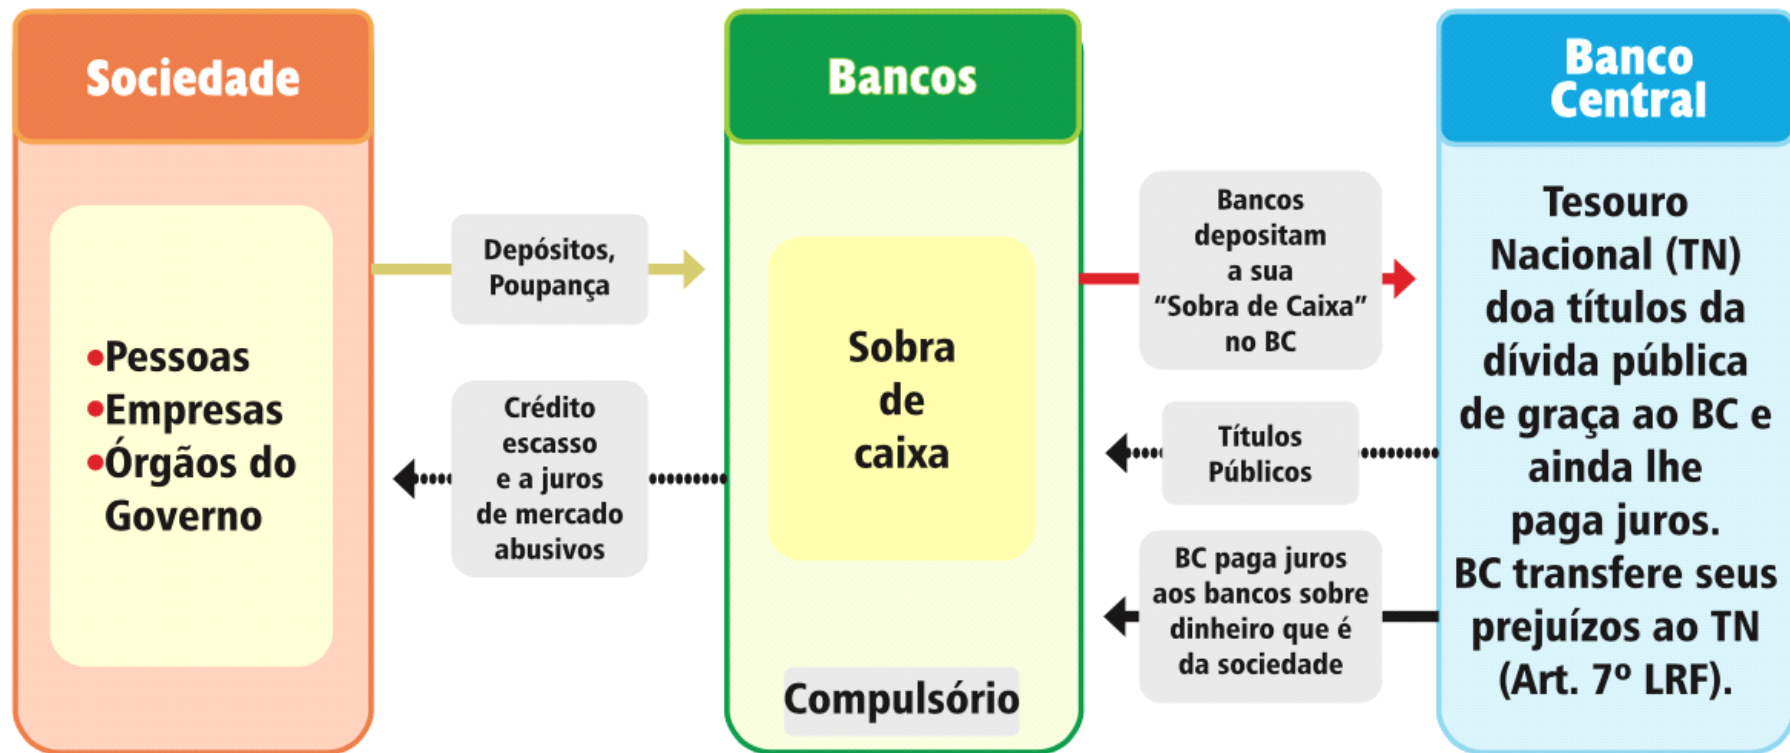 Sociedade
•Pessoas
•Empresas
•Órgãos do
Governo
Depósitos,
Poupança
Crédito
escasso
e a juros
de mercado
abusivos
Bancos
Sobra
de
caixa
Compulsório
Bancos
depositam
a sua
“Sobra de Caixa”
no BC
Títulos
Públicos
BC paga juros
aos bancos sobre
dinheiro que é
da sociedade
Banco
Central
Tesouro
Nacional (TN)
doa títulos da
dívida pública
de graça ao BC e
ainda lhe
paga juros.
BC transfere seus
prejuízos ao TN
(Art. 7º LRF).